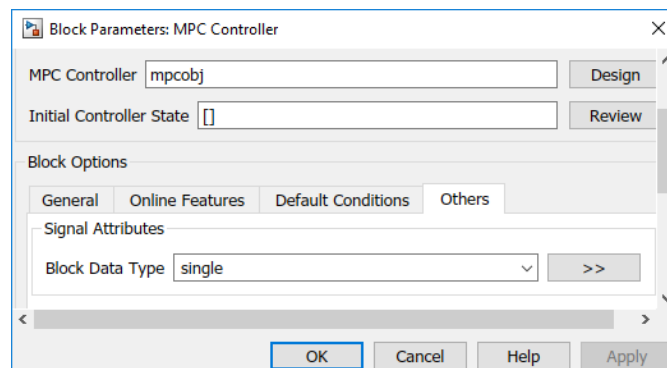 Block Parameters: MPC Controller
MPC Controller mpcobj Design
Initial Controller State [] Review
Block Options
General Online Features Default Conditions Others
Signal Attributes
Block Data Type single >>
OK Cancel Help Apply